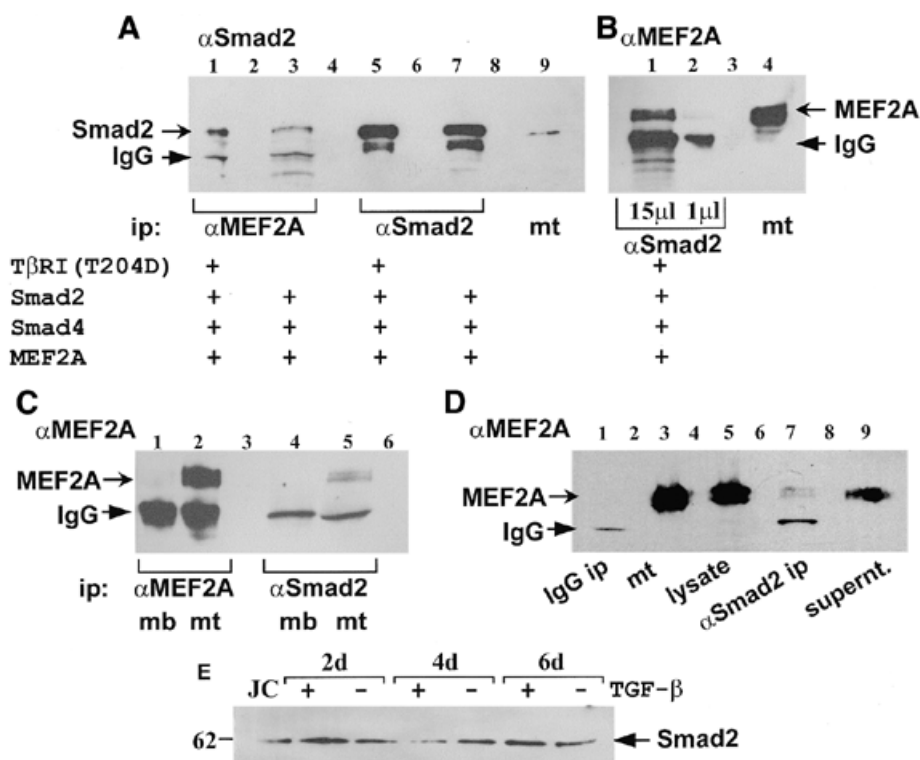 A
αSmad2
1 2 3 4 5 6 7 8 9
Smad2
IgG
ip: αMEF2A αSmad2 mt
TβRI (T204D) + +
Smad2 + + + +
Smad4 + + + +
MEF2A + + + +
B
αMEF2A
1 2 3 4
MEF2A
IgG
15µl 1µl mt
αSmad2
+
+
+
+
C
αMEF2A
1 2 3 4 5 6
MEF2A
IgG
ip: αMEF2A αSmad2
mb mt mb mt
D
αMEF2A
1 2 3 4 5 6 7 8 9
MEF2A
IgG
IgG ip mt lysate αSmad2 ip supernt.
E
2d 4d 6d
JC + - + - + - TGF-β
62 Smad2